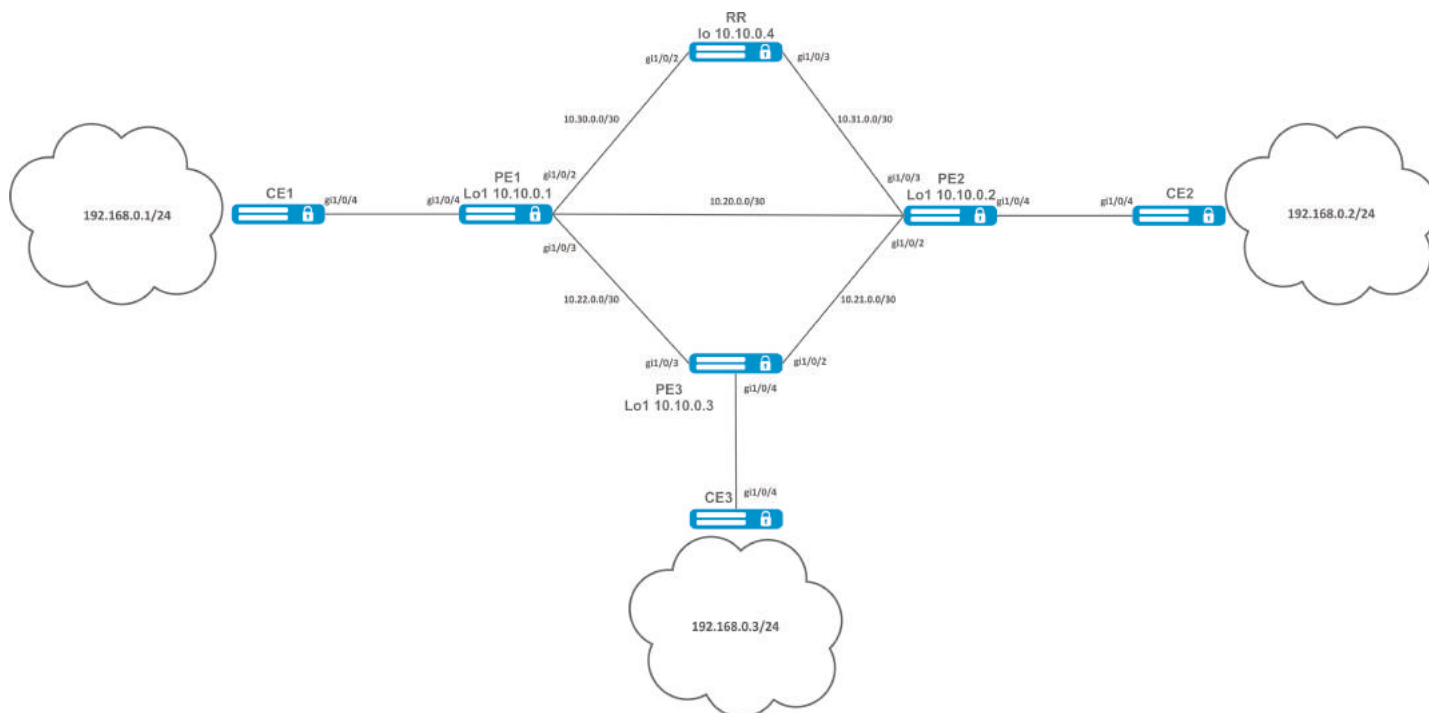 RR
lo 10.10.0.4
gi1/0/2
gi1/0/3
10.30.0.0/30
10.31.0.0/30
gi1/0/2
gi1/0/3
CE1
gi1/0/4
gi1/0/4
PE1
Lo1 10.10.0.1
192.168.0.1/24
10.20.0.0/30
PE2
Lo1 10.10.0.2
gi1/0/4
gi1/0/4
CE2
192.168.0.2/24
gi1/0/3
gi1/0/2
10.22.0.0/30
10.21.0.0/30
gi1/0/3
gi1/0/2
PE3
Lo1 10.10.0.3
gi1/0/4
CE3
gi1/0/4
192.168.0.3/24